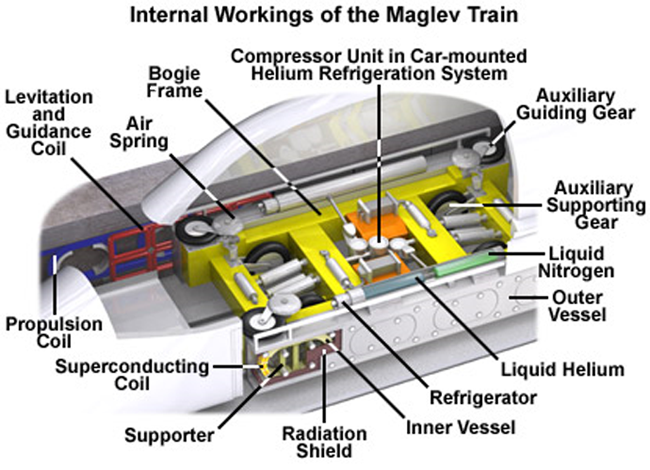 Internal Workings of the Maglev Train
Compressor Unit in Car-mounted
Helium Refrigeration System
Bogie
Frame
Levitation
and
Guidance
Coil
Air
Spring
Auxiliary
Guiding Gear
Auxiliary
Supporting
Gear
Liquid
Nitrogen
Outer
Vessel
Propulsion
Coil
Superconducting
Coil
Liquid Helium
Refrigerator
Inner Vessel
Supporter
Radiation
Shield